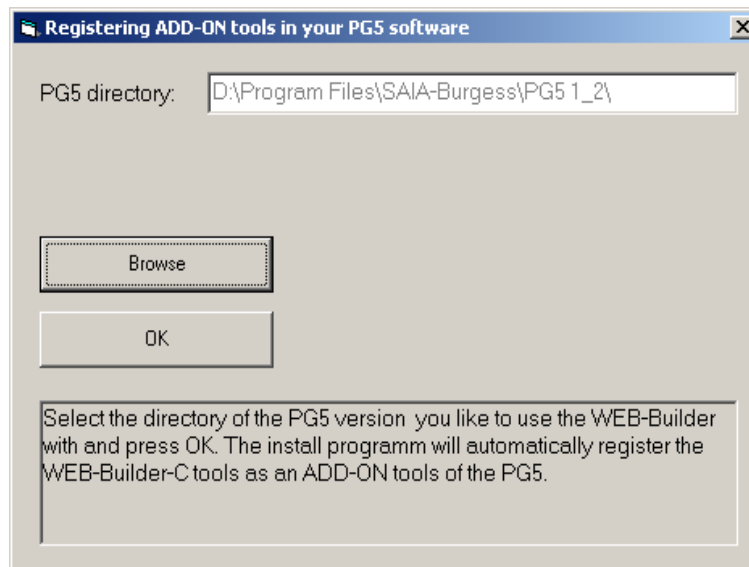 Registering ADD-ON tools in your PG5 software
PG5 directory: D:\Program Files\SAIA-Burgess\PG5 1_2\
Browse
OK
Select the directory of the PG5 version you like to use the WEB-Builder
with and press OK. The install programm will automatically register the
WEB-Builder-C tools as an ADD-ON tools of the PG5.